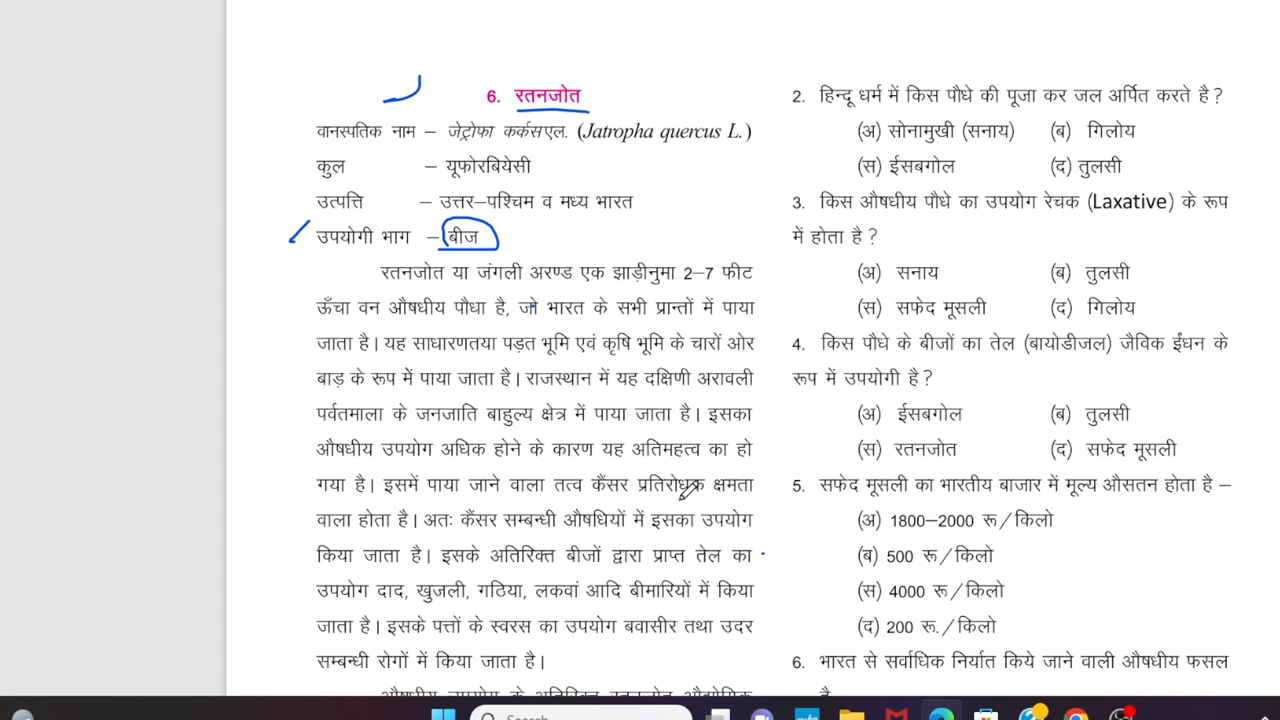 6. रतनजोत
वानस्पतिक नाम – जेट्रोफा कर्कसएल. (Jatropha quercus L.)
कुल – यूफोरबियेसी
उत्पत्ति – उत्तर–पश्चिम व मध्य भारत
उपयोगी भाग – बीज
रतनजोत या जंगली अरण्ड एक झाड़ीनुमा 2–7 फीट
ऊँचा वन औषधीय पौधा है, जो भारत के सभी प्रान्तों में पाया
जाता है। यह साधारणतया पड़त भूमि एवं कृषि भूमि के चारों ओर
बाड़ के रूप में पाया जाता है। राजस्थान में यह दक्षिणी अरावली
पर्वतमाला के जनजाति बाहुल्य क्षेत्र में पाया जाता है। इसका
औषधीय उपयोग अधिक होने के कारण यह अतिमहत्व का हो
गया है। इसमें पाया जाने वाला तत्व कैंसर प्रतिरोधक क्षमता
वाला होता है। अतः कैंसर सम्बन्धी औषधियों में इसका उपयोग
किया जाता है। इसके अतिरिक्त बीजों द्वारा प्राप्त तेल का
उपयोग दाद, खुजली, गठिया, लकवां आदि बीमारियों में किया
जाता है। इसके पत्तों के स्वरस का उपयोग बवासीर तथा उदर
सम्बन्धी रोगों में किया जाता है।
2. हिन्दू धर्म में किस पौधे की पूजा कर जल अर्पित करते है?
(अ) सोनामुखी (सनाय) (ब) गिलोय
(स) ईसबगोल (द) तुलसी
3. किस औषधीय पौधे का उपयोग रेचक (Laxative) के रूप
में होता है?
(अ) सनाय (ब) तुलसी
(स) सफेद मूसली (द) गिलोय
4. किस पौधे के बीजों का तेल (बायोडीजल) जैविक ईंधन के
रूप में उपयोगी है?
(अ) ईसबगोल (ब) तुलसी
(स) रतनजोत (द) सफेद मूसली
5. सफेद मूसली का भारतीय बाजार में मूल्य औसतन होता है –
(अ) 1800–2000 रू/किलो
(ब) 500 रू/किलो
(स) 4000 रू/किलो
(द) 200 रू./किलो
6. भारत से सर्वाधिक निर्यात किये जाने वाली औषधीय फसल
Search